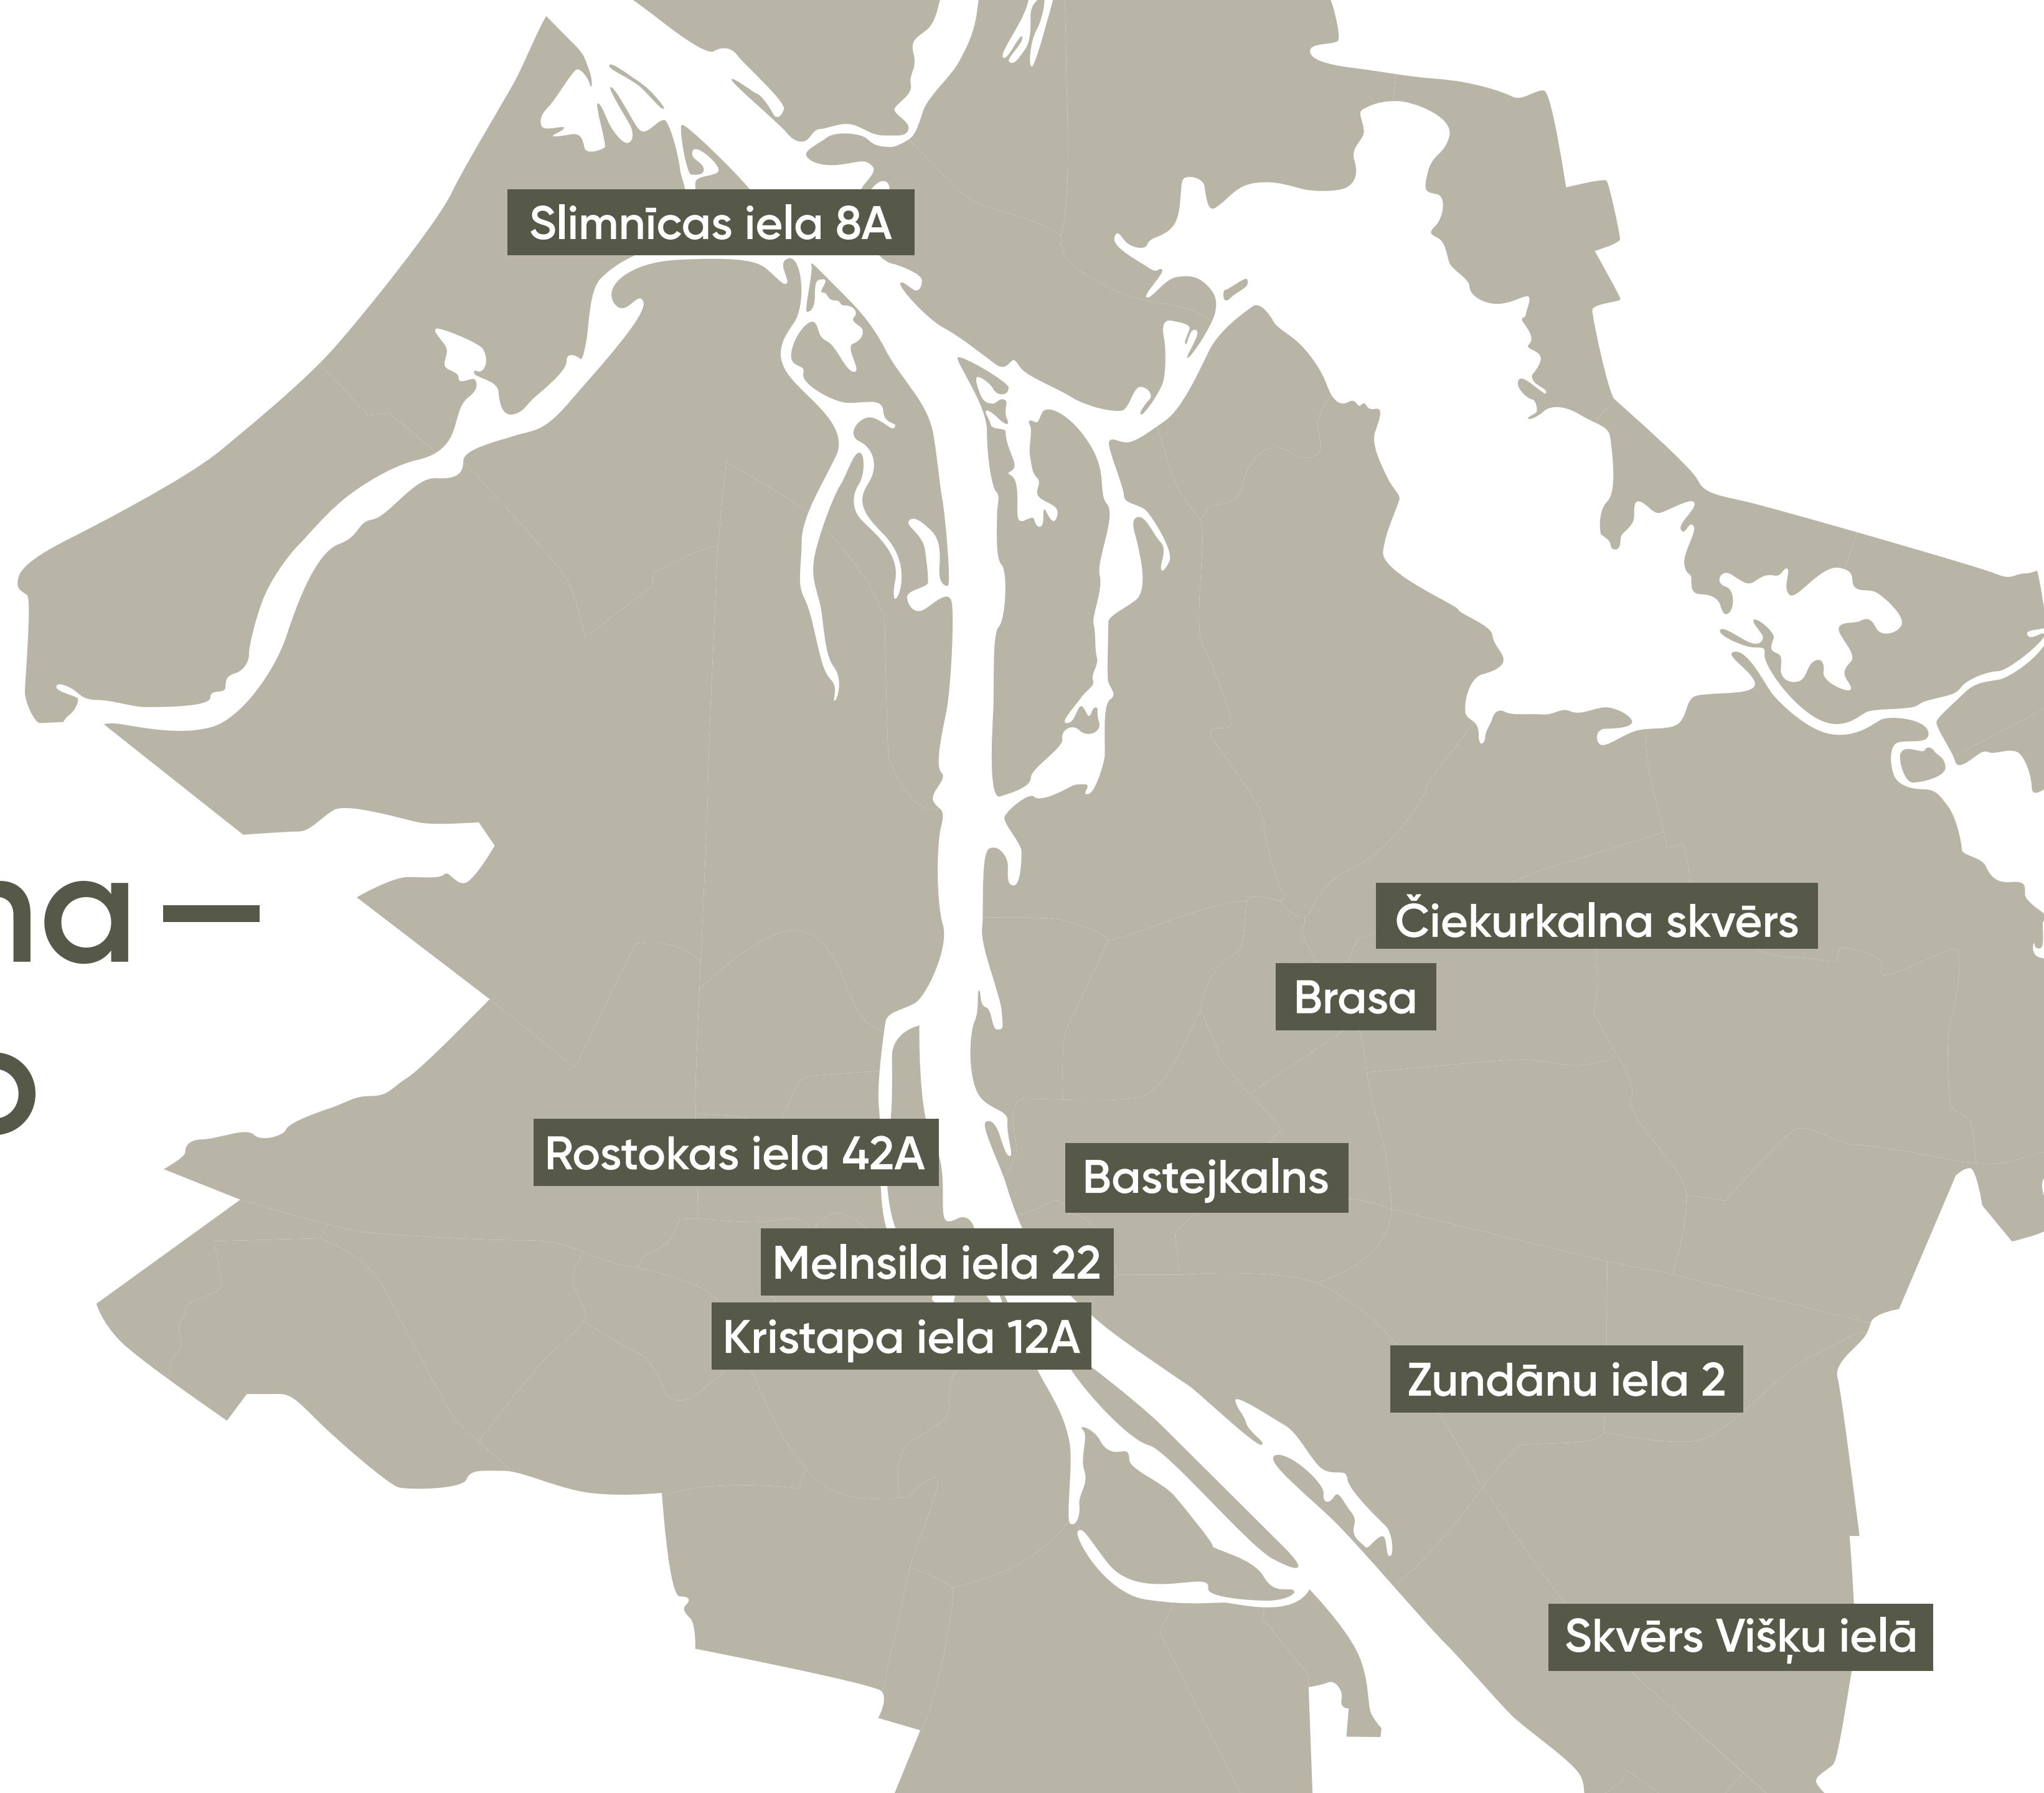 Slimnīcas iela 8A
na —
Čiekurkalna skvērs
Brasa
Rostokas iela 42A
Bastejkalns
Melnsila iela 22
Kristapa iela 12A
Zundānu iela 2
Skvērs Višķu ielā